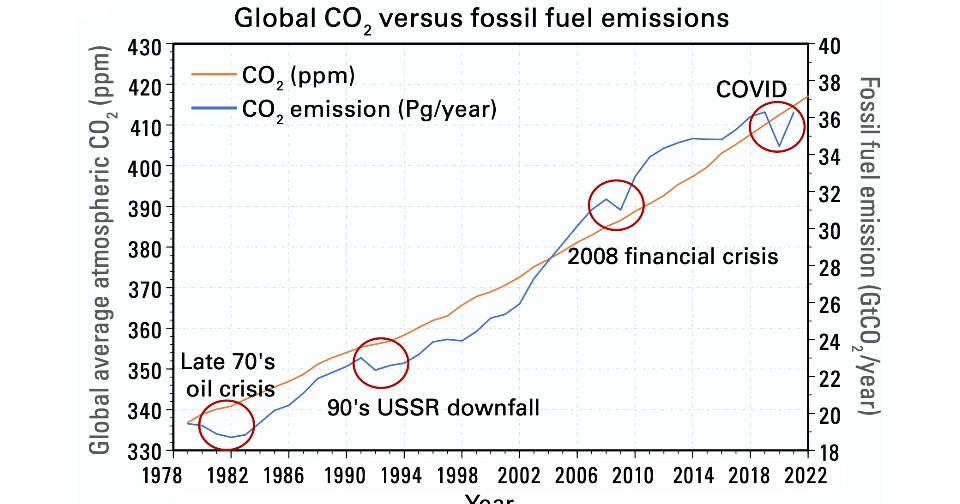 Global CO₂ versus fossil fuel emissions
Global average atmospheric CO₂ (ppm)
430
420
410
400
390
380
370
360
350
340
330
CO₂ (ppm)
CO₂ emission (Pg/year)
COVID
2008 financial crisis
Late 70's
oil crisis
90's USSR downfall
40
38
36
34
32
30
28
26
24
22
20
18
Fossil fuel emission (GtCO₂/year)
1978 1982 1986 1990 1994 1998 2002 2006 2010 2014 2018 2022
Year